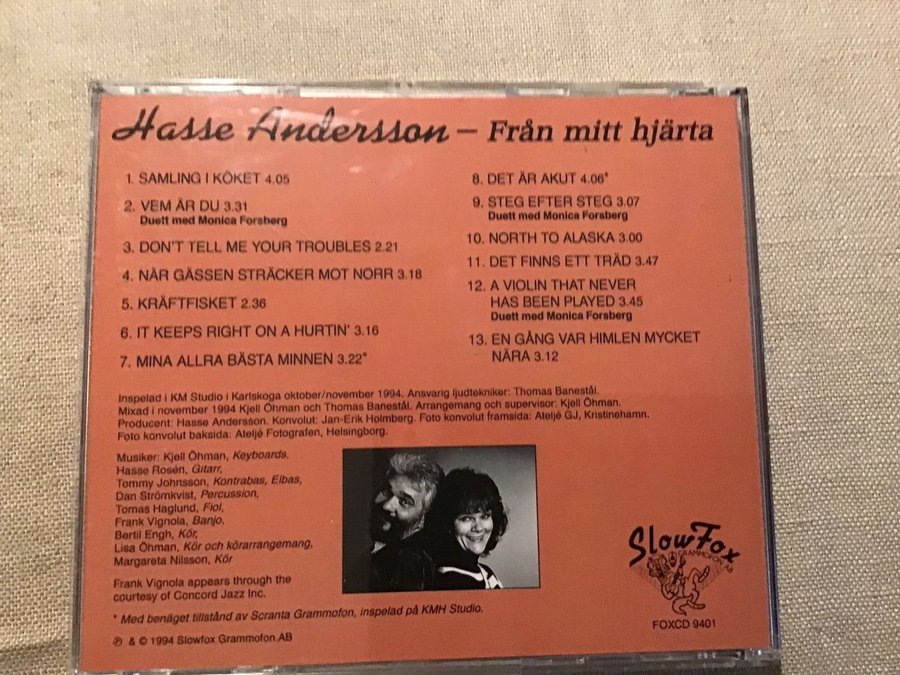 Hasse Andersson – Från mitt hjärta
1. SAMLING I KÖKET 4.05
2. VEM ÄR DU 3.31
Duett med Monica Forsberg
3. DON'T TELL ME YOUR TROUBLES 2.21
4. NÄR GÄSSEN STRÄCKER MOT NORR 3.18
5. KRÄFTFISKET 2.36
6. IT KEEPS RIGHT ON A HURTIN' 3.16
7. MINA ALLRA BÄSTA MINNEN 3.22*
8. DET ÄR AKUT 4.06*
9. STEG EFTER STEG 3.07
Duett med Monica Forsberg
10. NORTH TO ALASKA 3.00
11. DET FINNS ETT TRÄD 3.47
12. A VIOLIN THAT NEVER
HAS BEEN PLAYED 3.45
Duett med Monica Forsberg
13. EN GÅNG VAR HIMLEN MYCKET
NÄRA 3.12
Inspelad i KM Studio i Karlskoga oktober/november 1994. Ansvarig ljudtekniker: Thomas Banestål.
Mixad i november 1994 Kjell Öhman och Thomas Banestål. Arrangemang och supervisor: Kjell Öhman.
Producent: Hasse Andersson. Konvolut: Jan-Erik Holmberg. Foto konvolut framsida: Ateljé GJ, Kristinehamn.
Foto konvolut baksida: Ateljé Fotografen, Helsingborg.
Musiker: Kjell Öhman, Keyboards,
Hasse Rosén, Gitarr,
Tommy Johnsson, Kontrabas, Elbas,
Dan Strömkvist, Percussion,
Tomas Haglund, Fiol,
Frank Vignola, Banjo,
Bertil Engh, Kör,
Lisa Öhman, Kör och körarrangemang,
Margareta Nilsson, Kör
Frank Vignola appears through the
courtesy of Concord Jazz Inc.
* Med benäget tillstånd av Scranta Grammofon, inspelad på KMH Studio.
℗ & © 1994 Slowfox Grammofon AB
SlowFox
GRAMMOFON AB
FOXCD 9401